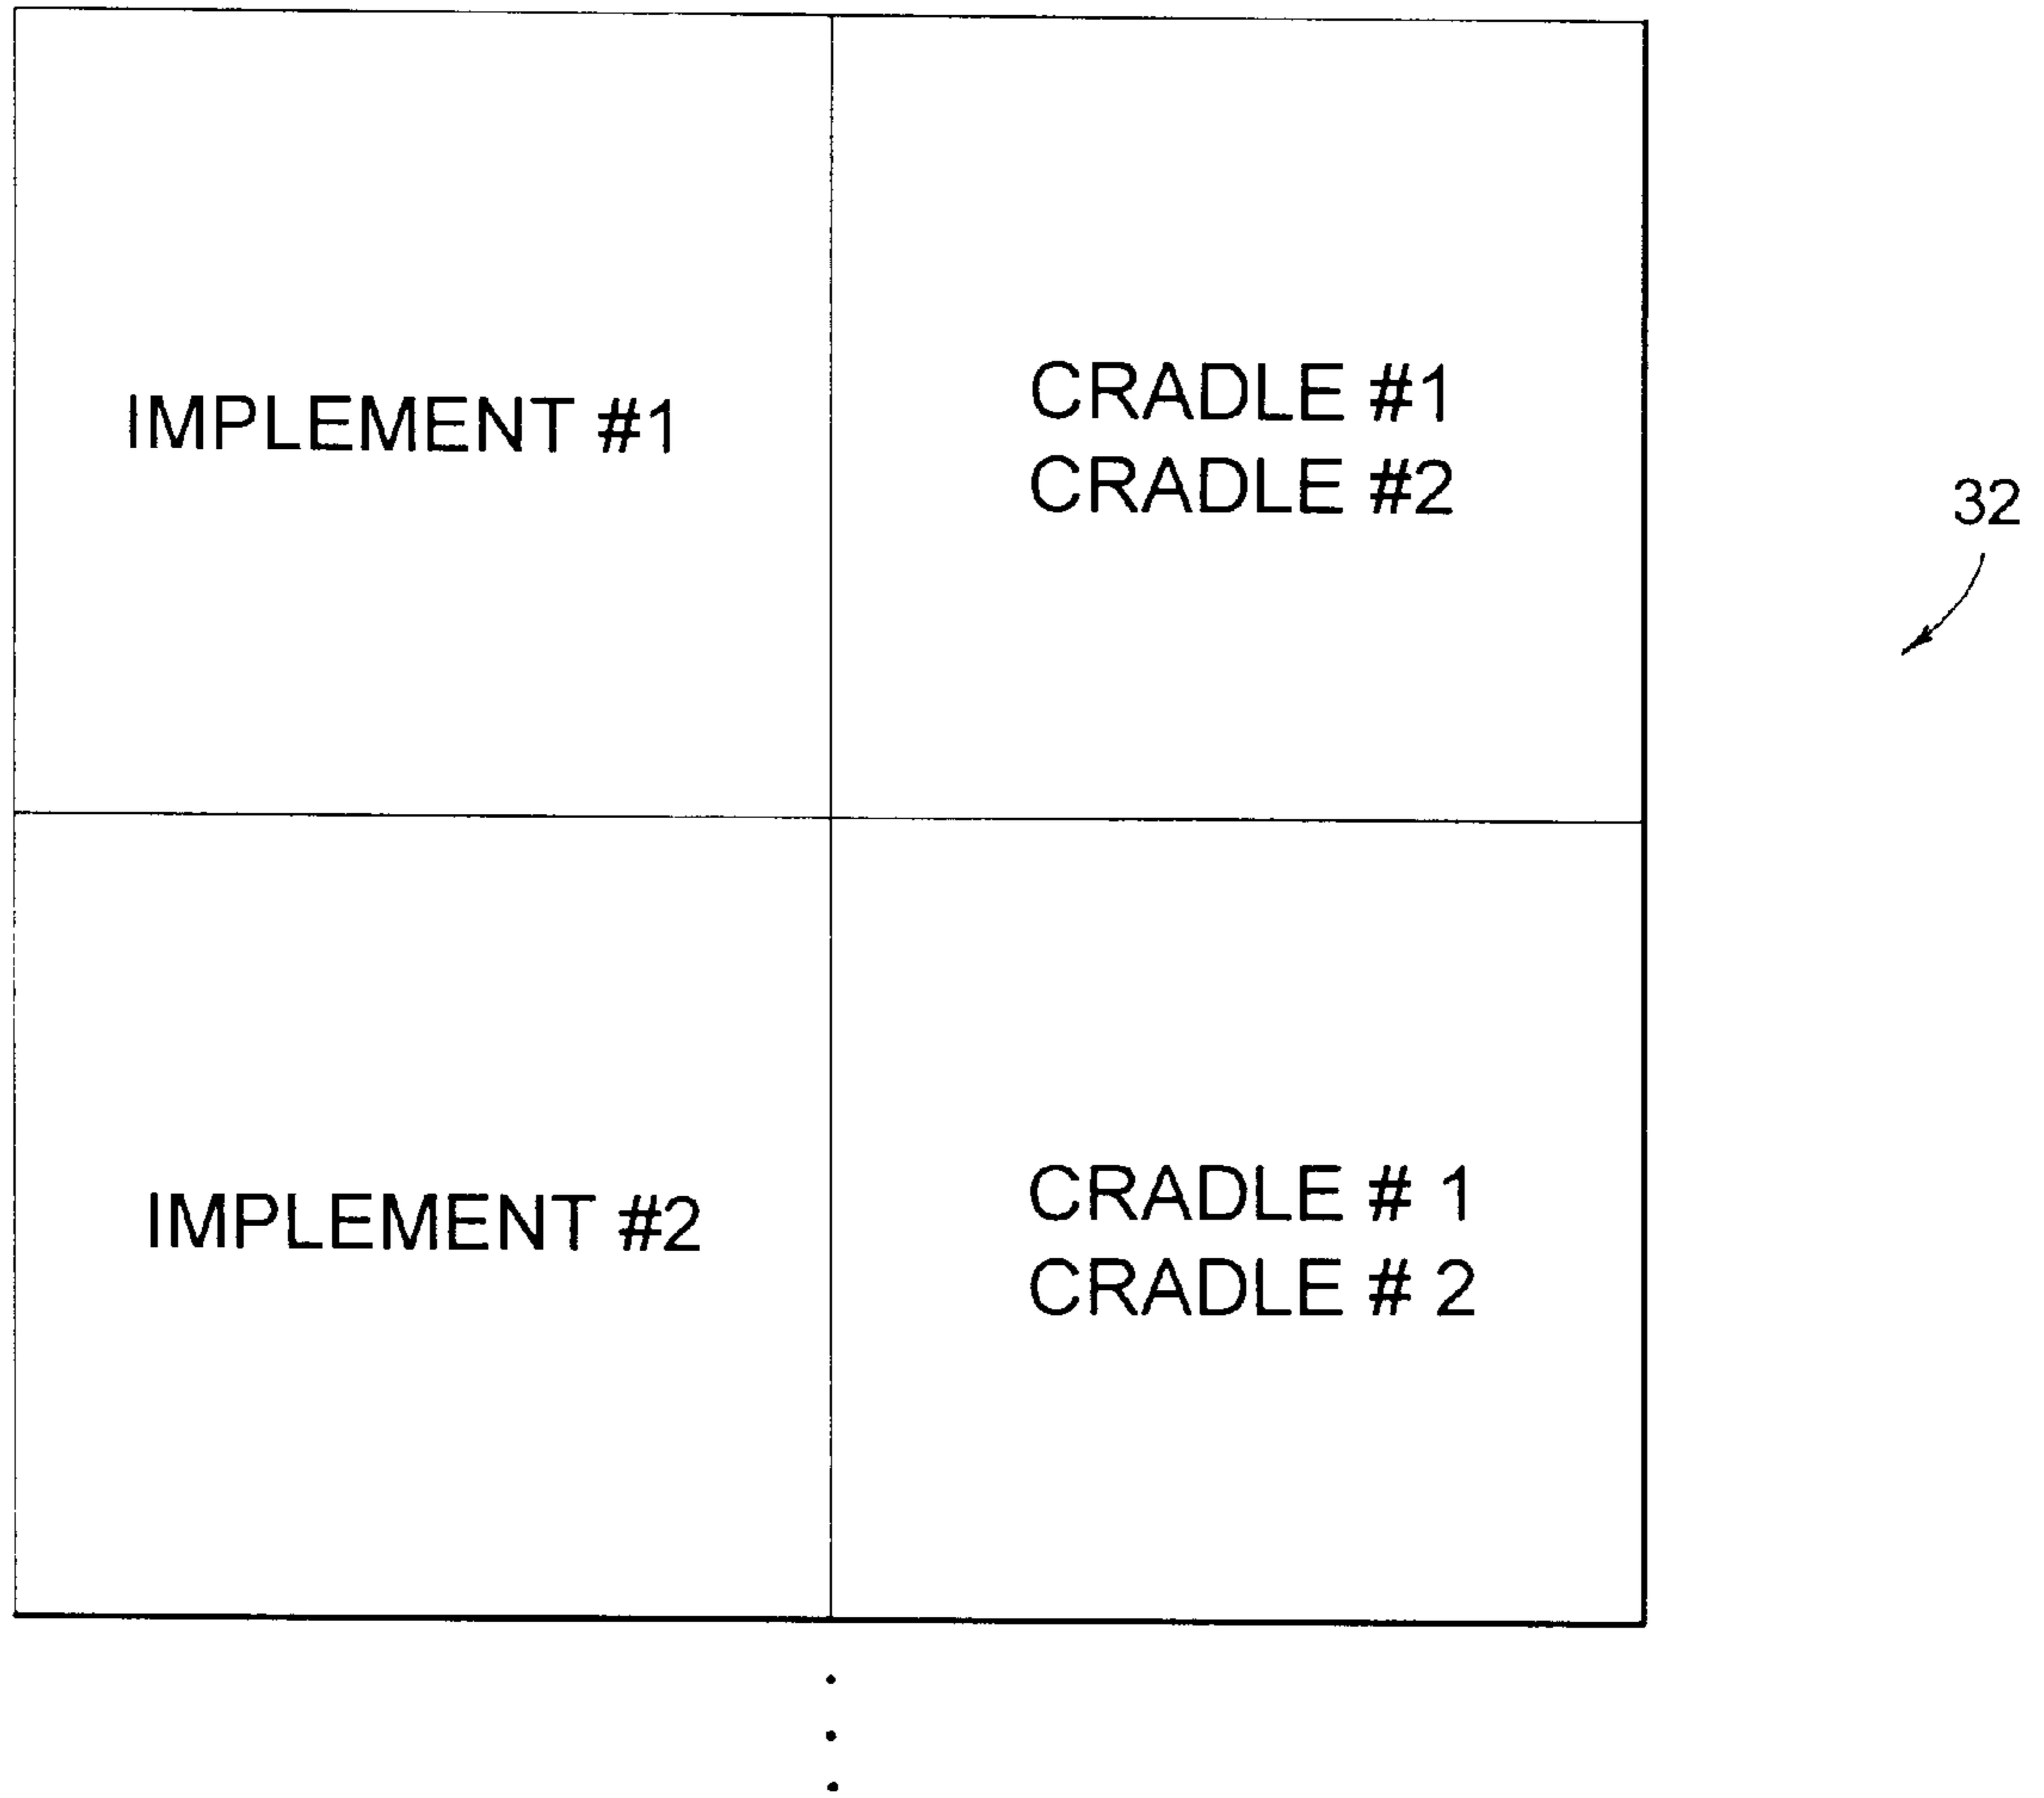 IMPLEMENT #1
CRADLE #1
CRADLE #2
32
IMPLEMENT #2
CRADLE # 1
CRADLE # 2